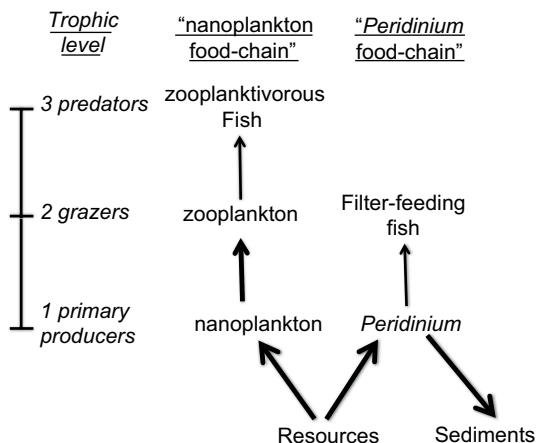 Trophic level
“nanoplankton food-chain”
“Peridinium food-chain”
3 predators
zooplanktivorous
Fish
2 grazers
zooplankton
Filter-feeding
fish
1 primary
producers
nanoplankton
Peridinium
Resources
Sediments